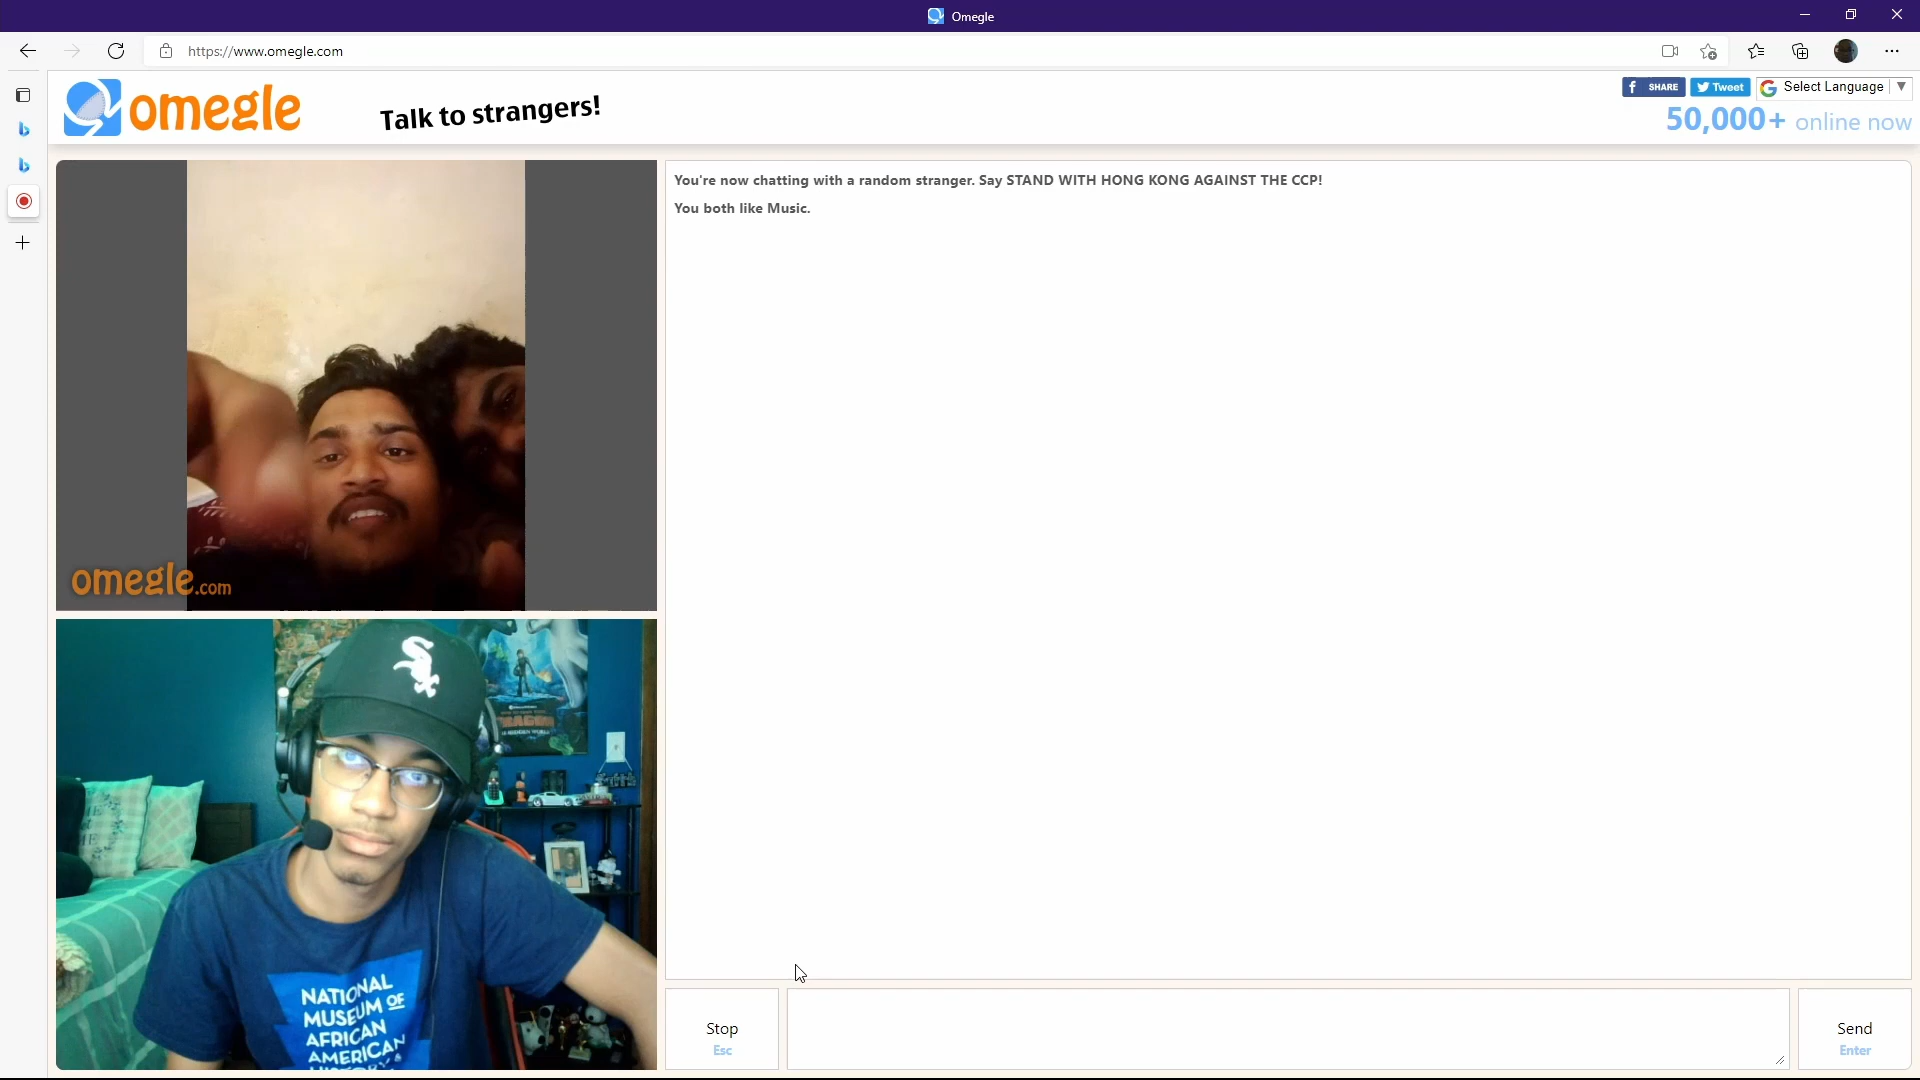 Omegle
https://www.omegle.com
omegle
Talk to strangers!
SHARE
Tweet
Select Language
50,000+ online now
You're now chatting with a random stranger. Say STAND WITH HONG KONG AGAINST THE CCP!
You both like Music.
omegle.com
NATIONAL
MUSEUM OF
AFRICAN
AMERICAN
Stop
Esc
Send
Enter